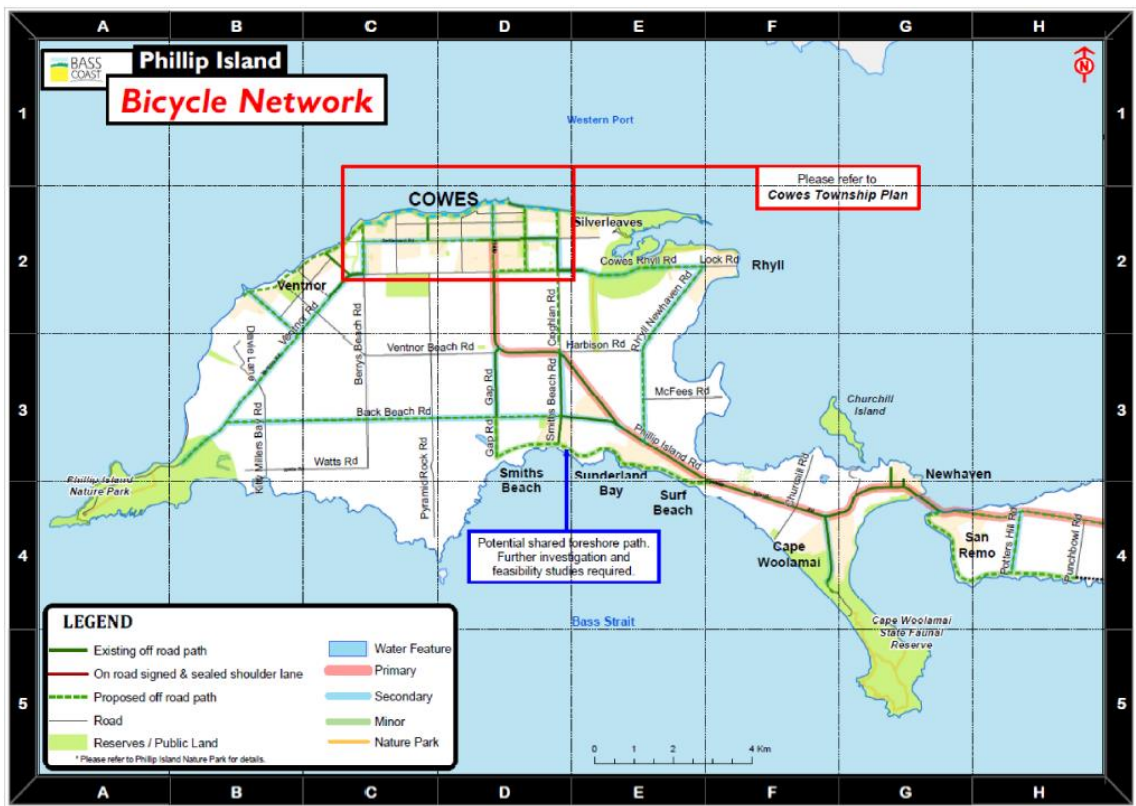 A B C D E F G H
BASS
COAST
Phillip Island
Bicycle Network
N
1 1
Western Port
Please refer to
Cowes Township Plan
COWES
Silverleaves
2 2
Cowes Rhyll Rd
Lock Rd
Rhyll
Ventnor
Ventnor Rd
Berrys Beach Rd
Coghlan Rd
Rhyll Newhaven Rd
Ventnor Beach Rd
Harbison Rd
McFees Rd
Gap Rd
Smiths Beach Rd
Churchill
Island
3 3
Back Beach Rd
Kitty Millers Bay Rd
Gap Rd
Phillip Island Rd
Watts Rd
Pyramid Rock Rd
Phillip Island
Nature Park
Smiths
Beach
Sunderland
Bay
Surf
Beach
Churchill Rd
Newhaven
4 4
Potential shared foreshore path.
Further investigation and
feasibility studies required.
Cape
Woolamai
San
Remo
Potters Hill Rd
Punchbowl Rd
Bass Strait
Cape Woolamai
State Faunal
Reserve
LEGEND
Existing off road path
On road signed & sealed shoulder lane
Proposed off road path
Road
Reserves / Public Land
* Please refer to Phillip Island Nature Park for details.
Water Feature
Primary
Secondary
Minor
Nature Park
5 5
0 1 2 4 Km
A B C D E F G H